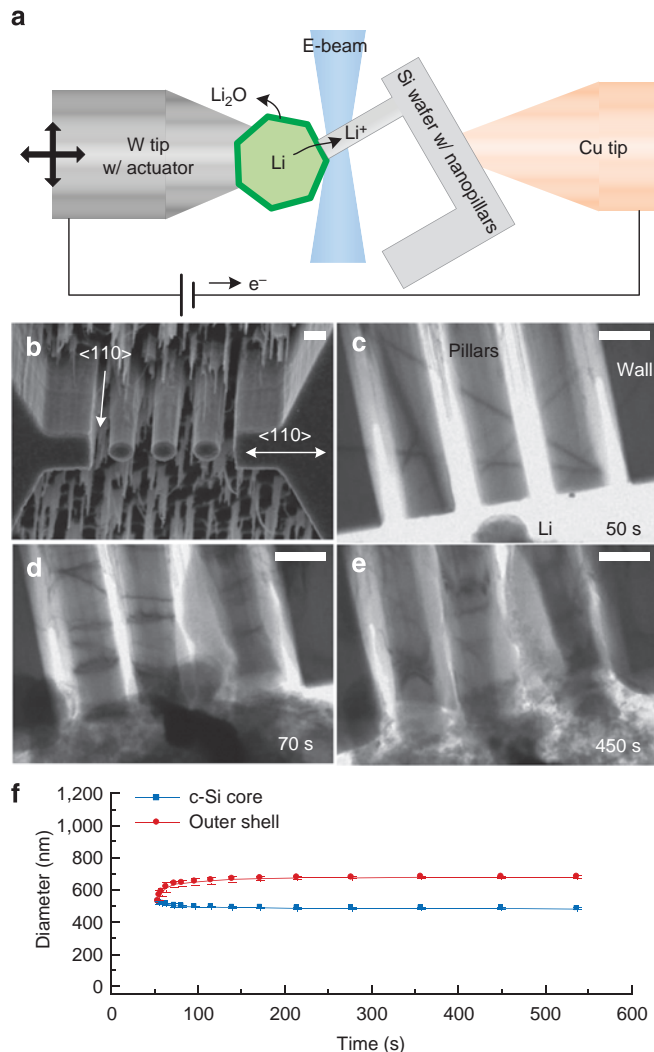 a
E-beam
Li₂O
Li⁺
W tip
w/ actuator
Li
Si wafer w/ nanopillars
Cu tip
e⁻
b
<110>
<110>
c
Pillars
Wall
Li
50 s
d
70 s
e
450 s
f
c-Si core
Outer shell
Diameter (nm)
1,200
1,000
800
600
400
200
0
0
100
200
300
400
500
600
Time (s)